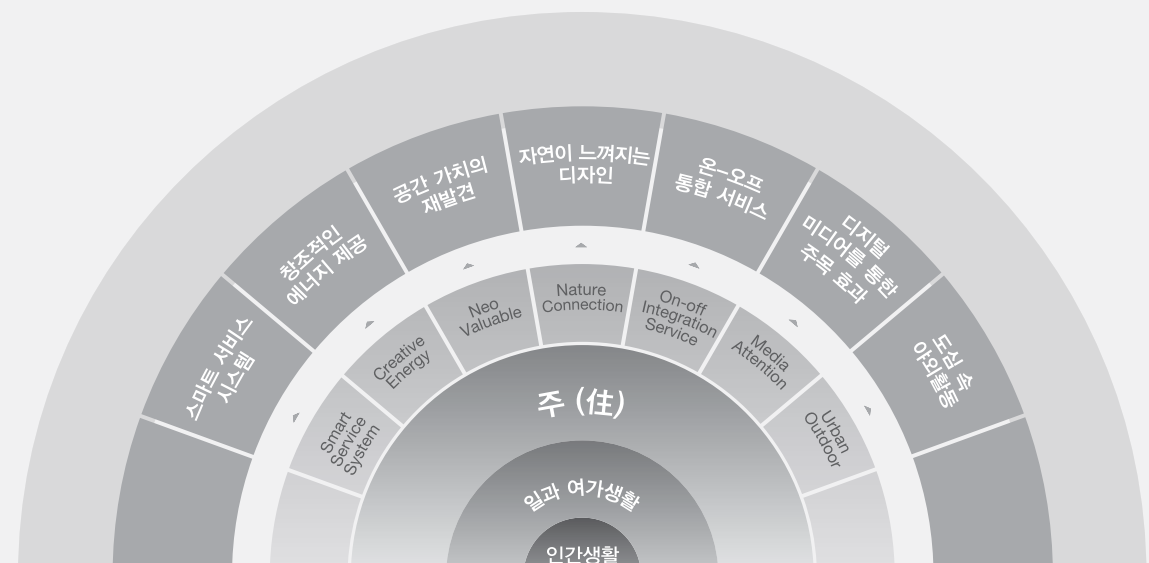 스마트 서비스
시스템
창조적인
에너지 제공
공간 가치의
재발견
자연이 느껴지는
디자인
온-오프
통합 서비스
디지털
미디어를 통한
주목 효과
도심 속
야외활동
Smart
Service
System
Creative
Energy
Neo
Valuable
Nature
Connection
On-off
Integration
Service
Media
Attention
Urban
Outdoor
주 (住)
일과 여가생활
인간생활